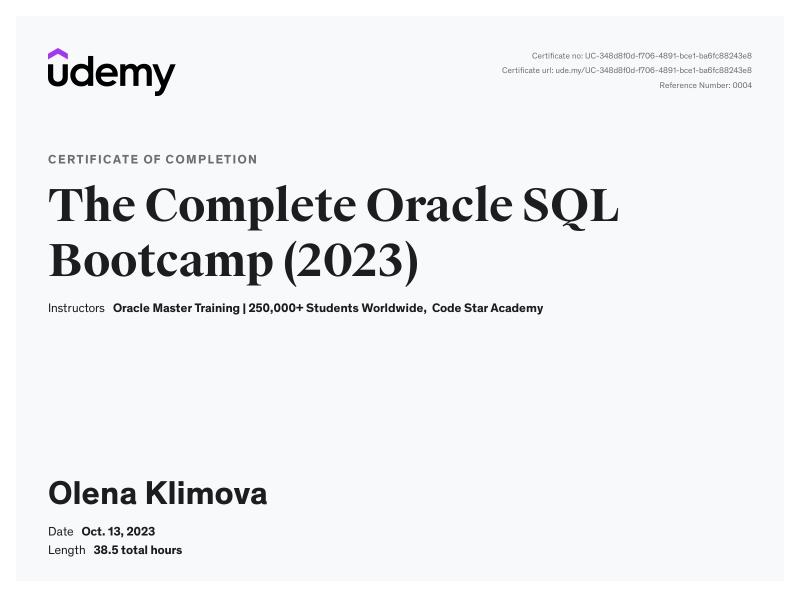 udemy
Certificate no: UC-348d8f0d-f706-4891-bce1-ba6fc88243e8
Certificate url: ude.my/UC-348d8f0d-f706-4891-bce1-ba6fc88243e8
Reference Number: 0004
CERTIFICATE OF COMPLETION
The Complete Oracle SQL
Bootcamp (2023)
Instructors Oracle Master Training | 250,000+ Students Worldwide, Code Star Academy
Olena Klimova
Date Oct. 13, 2023
Length 38.5 total hours